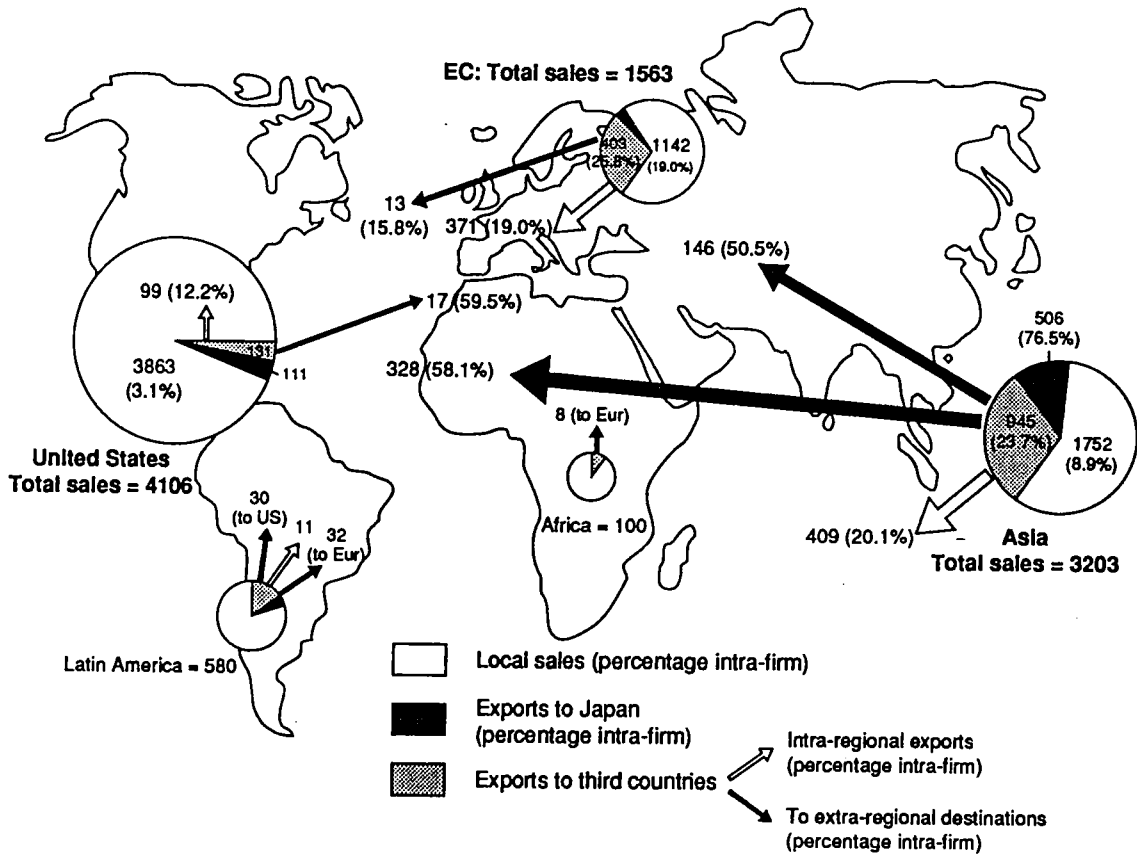 EC: Total sales = 1563
403
(25.8%)
1142
(19.0%)
13
(15.8%)
371 (19.0%)
146 (50.5%)
99 (12.2%)
17 (59.5%)
506
(76.5%)
131
111
3863
(3.1%)
328 (58.1%)
8 (to Eur)
945
(23.7%)
1752
(8.9%)
United States
Total sales = 4106
30
(to US)
11
32
(to Eur)
Africa = 100
409 (20.1%)
Asia
Total sales = 3203
Latin America = 580
Local sales (percentage intra-firm)
Exports to Japan
(percentage intra-firm)
Exports to third countries
Intra-regional exports
(percentage intra-firm)
To extra-regional destinations
(percentage intra-firm)